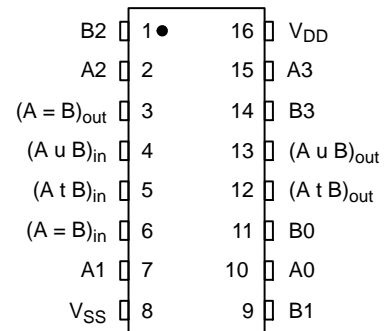 B2 1 16 VDD
A2 2 15 A3
(A = B)out 3 14 B3
(A u B)in 4 13 (A u B)out
(A t B)in 5 12 (A t B)out
(A = B)in 6 11 B0
A1 7 10 A0
VSS 8 9 B1